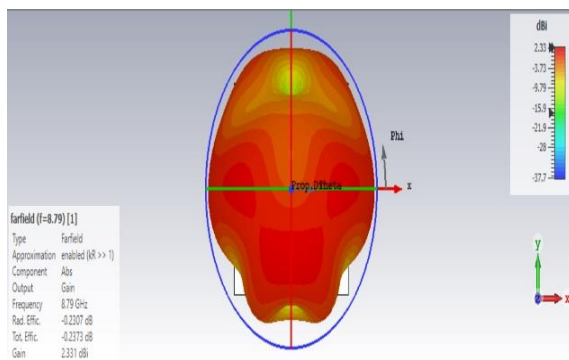 dBi
2.33
-3.73
-9.79
-15.9
-21.9
-28
-37.7
Phi
x
y
x
farfield (f=8.79) [1]
Type Farfield
Approximation enabled (kR >> 1)
Component Abs
Output Gain
Frequency 8.79 GHz
Rad. Effic. -0.2307 dB
Tot. Effic. -0.2373 dB
Gain 2.331 dBi